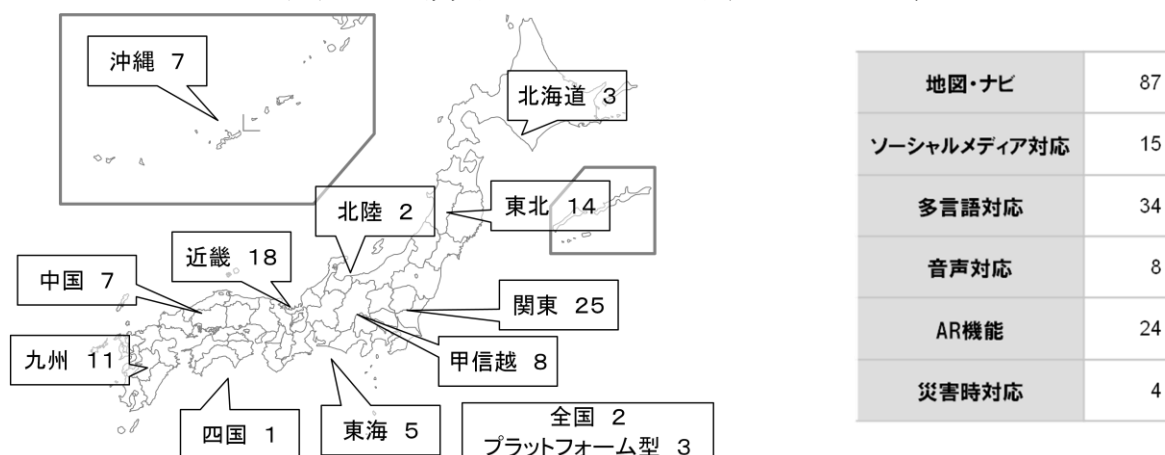 沖縄 7
北海道 3
北陸 2
東北 14
近畿 18
中国 7
関東 25
九州 11
甲信越 8
四国 1
東海 5
全国 2
プラットフォーム型 3
地図・ナビ 87
ソーシャルメディア対応 15
多言語対応 34
音声対応 8
AR機能 24
災害時対応 4